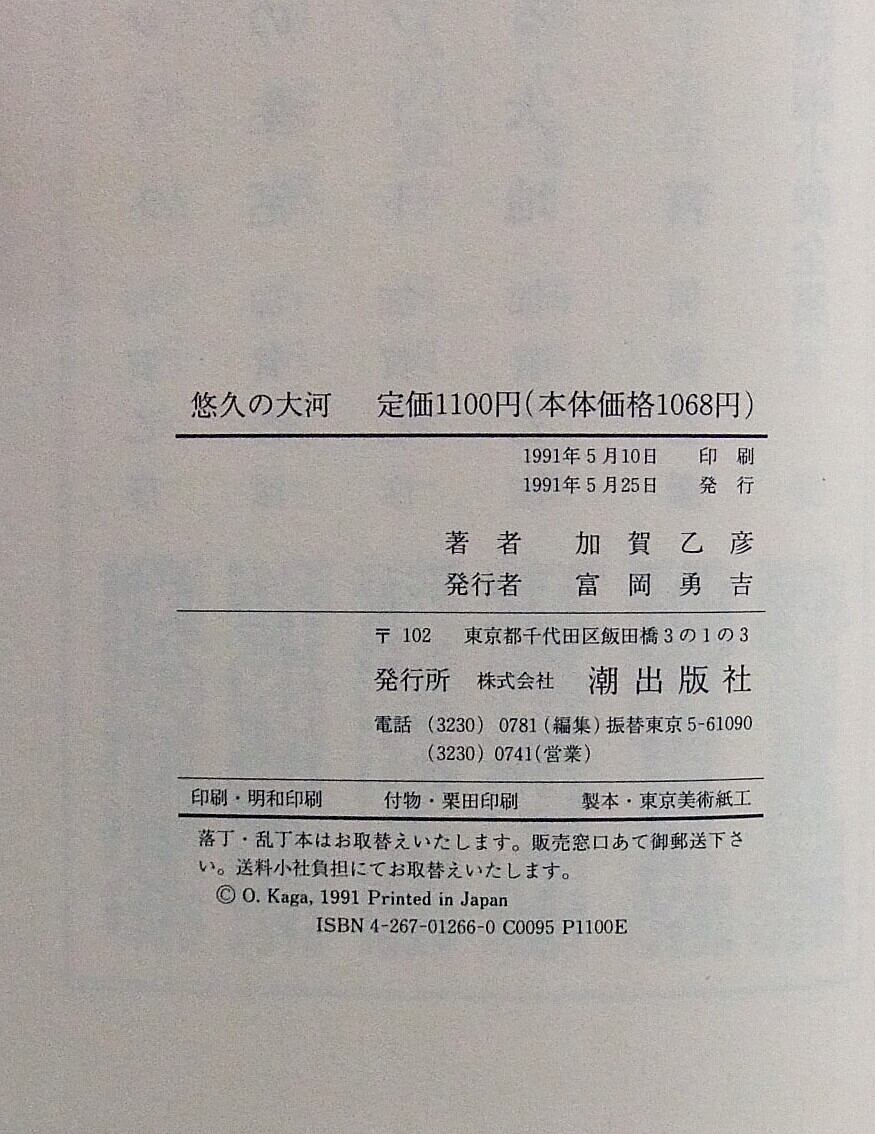 悠久の大河　定価1100円(本体価格1068円)
1991年5月10日　印　刷
1991年5月25日　発　行
著　者　加　賀　乙　彦
発行者　富　岡　勇　吉
〒102　東京都千代田区飯田橋3の1の3
発行所　株式会社　潮出版社
電話　(3230) 0781(編集)振替東京5-61090
(3230) 0741(営業)
印刷・明和印刷　付物・栗田印刷　製本・東京美術紙工
落丁・乱丁本はお取替えいたします。販売窓口あて御郵送下さ
い。送料小社負担にてお取替えいたします。
© O. Kaga, 1991 Printed in Japan
ISBN 4-267-01266-0 C0095 P1100E